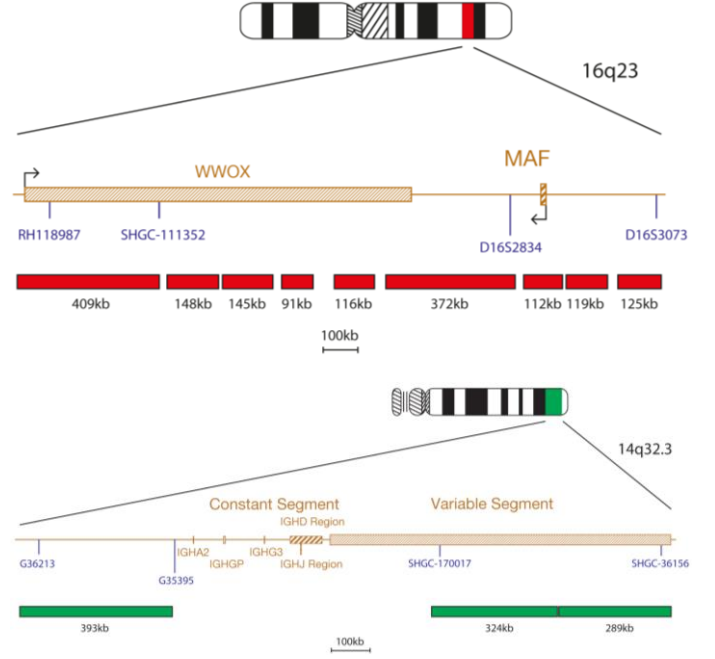 16q23
MAF
WWOX
RH118987
SHGC-111352
D16S2834
D16S3073
409kb
148kb
145kb
91kb
116kb
372kb
112kb
119kb
125kb
100kb
14q32.3
Constant Segment
Variable Segment
IGHD Region
IGHA2
IGHGP
IGHG3
IGHJ Region
G36213
G35395
SHGC-170017
SHGC-36156
393kb
324kb
289kb
100kb